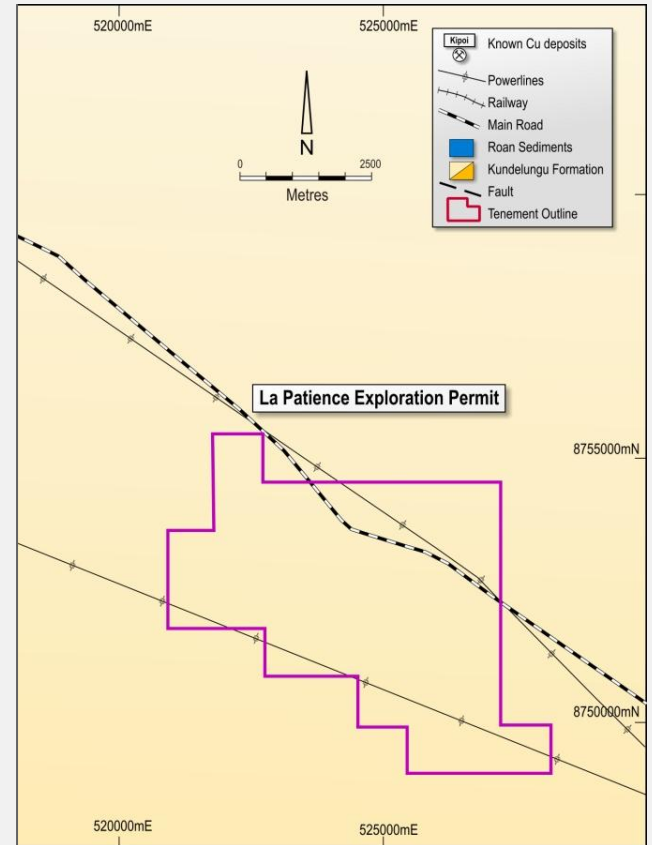 520000mE
525000mE
Kipoi
Known Cu deposits
Powerlines
Railway
Main Road
Roan Sediments
Kundelungu Formation
Fault
Tenement Outline
N
0 2500
Metres
La Patience Exploration Permit
8755000mN
8750000mN
520000mE
525000mE